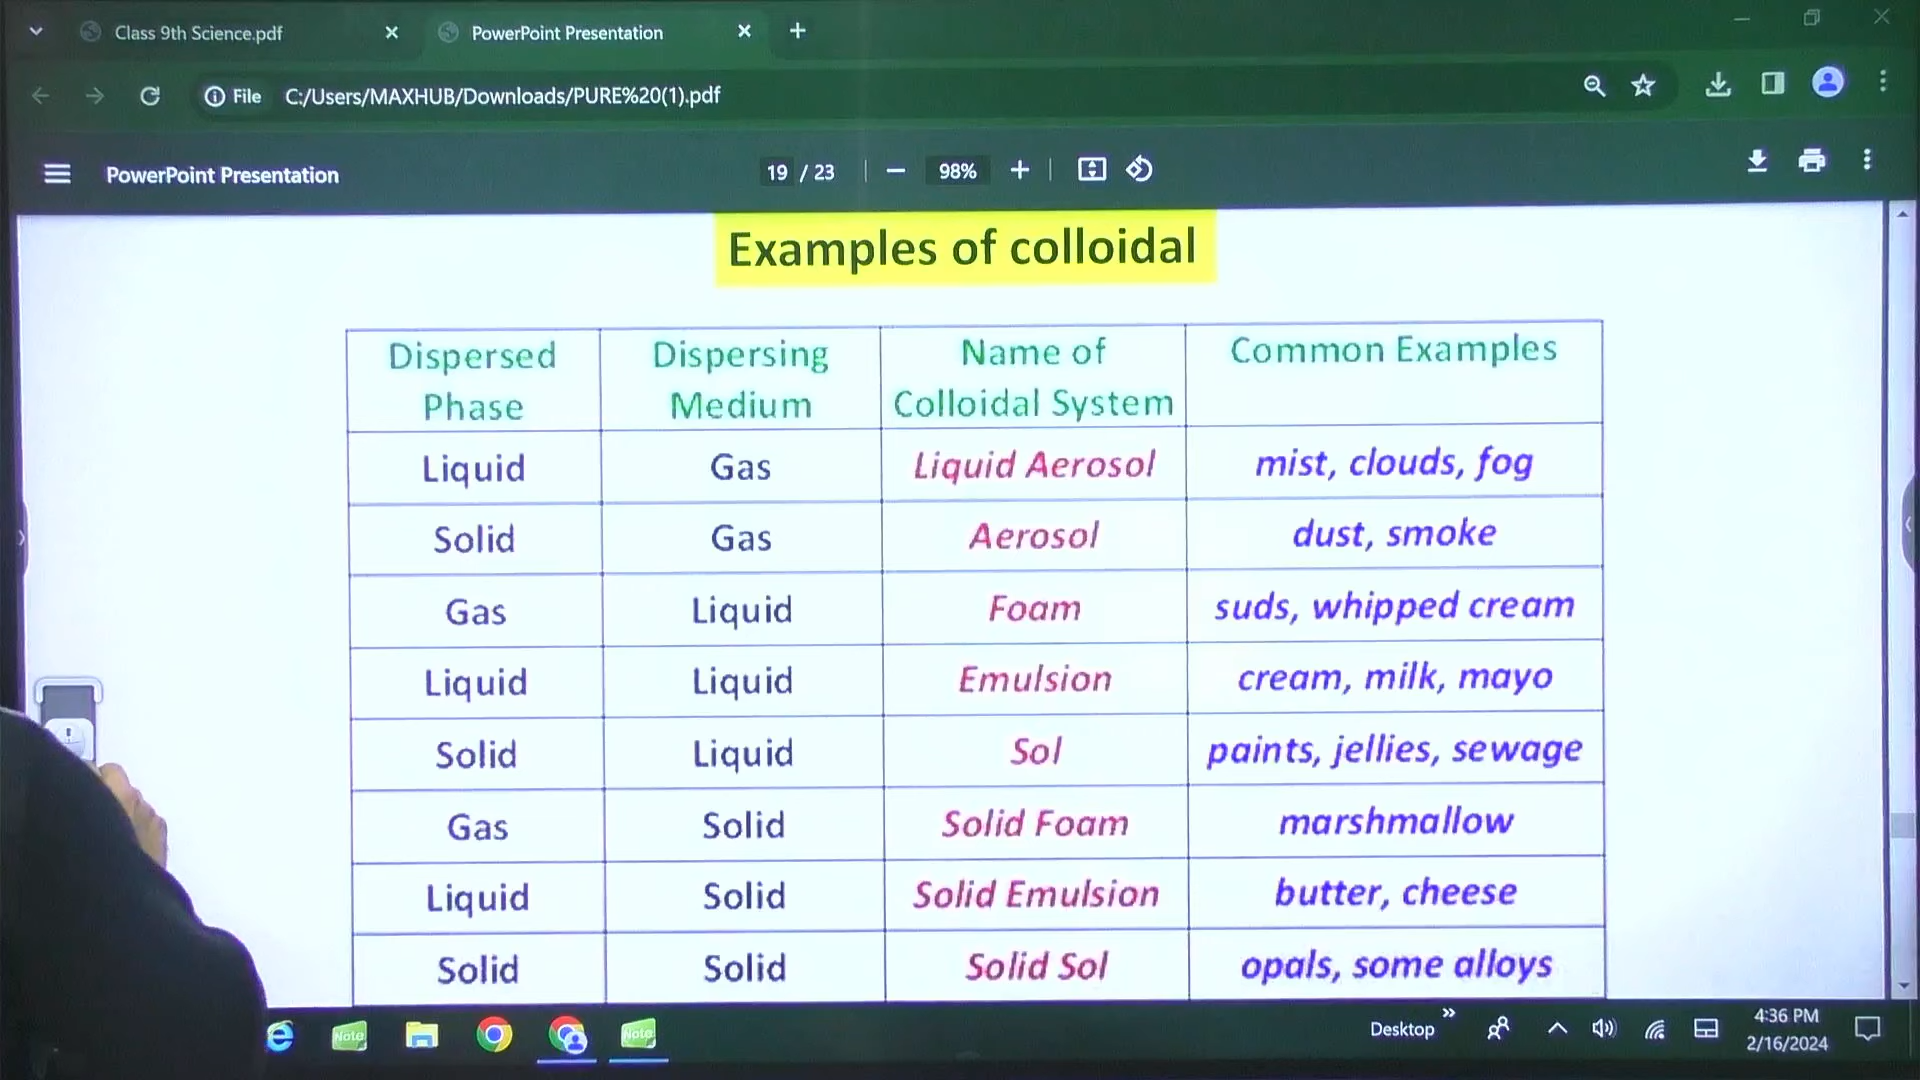 Class 9th Science.pdf
PowerPoint Presentation
File C:/Users/MAXHUB/Downloads/PURE%20(1).pdf
PowerPoint Presentation
19 / 23
98%
Examples of colloidal
Dispersed Phase Dispersing Medium Name of Colloidal System Common Examples
Liquid Gas Liquid Aerosol mist, clouds, fog
Solid Gas Aerosol dust, smoke
Gas Liquid Foam suds, whipped cream
Liquid Liquid Emulsion cream, milk, mayo
Solid Liquid Sol paints, jellies, sewage
Gas Solid Solid Foam marshmallow
Liquid Solid Solid Emulsion butter, cheese
Solid Solid Solid Sol opals, some alloys
Note
Note
Desktop
4:36 PM
2/16/2024